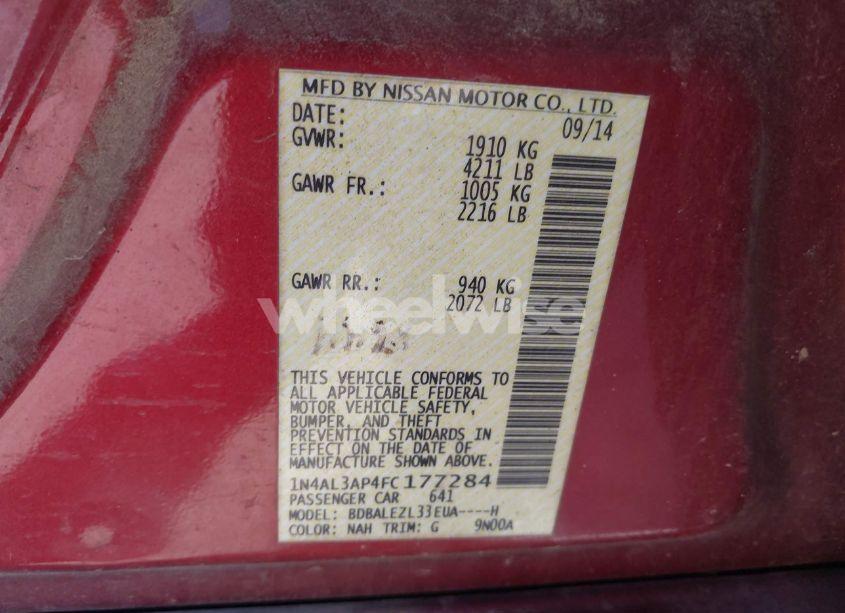 MFD BY NISSAN MOTOR CO., LTD.
DATE: 09/14
GVWR: 1910 KG
4211 LB
GAWR FR.: 1005 KG
2216 LB
GAWR RR.: 940 KG
2072 LB
wheelwise
THIS VEHICLE CONFORMS TO
ALL APPLICABLE FEDERAL
MOTOR VEHICLE SAFETY,
BUMPER, AND THEFT
PREVENTION STANDARDS IN
EFFECT ON THE DATE OF
MANUFACTURE SHOWN ABOVE.
1N4AL3AP4FC177284
PASSENGER CAR 641
MODEL: BDBALEZL33EUA----H
COLOR: NAH TRIM: G 9N00A